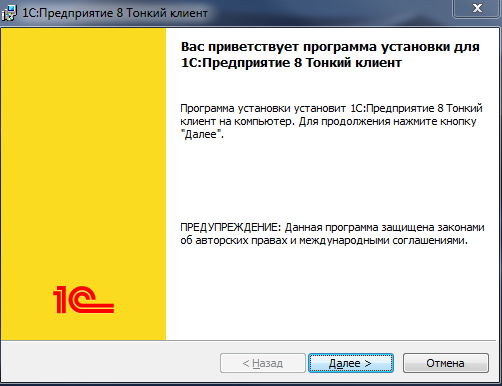 1С:Предприятие 8 Тонкий клиент
Вас приветствует программа установки для
1С:Предприятие 8 Тонкий клиент
Программа установки установит 1С:Предприятие 8 Тонкий
клиент на компьютер. Для продолжения нажмите кнопку
"Далее".
ПРЕДУПРЕЖДЕНИЕ: Данная программа защищена законами
об авторских правах и международными соглашениями.
1С
< Назад
Далее >
Отмена